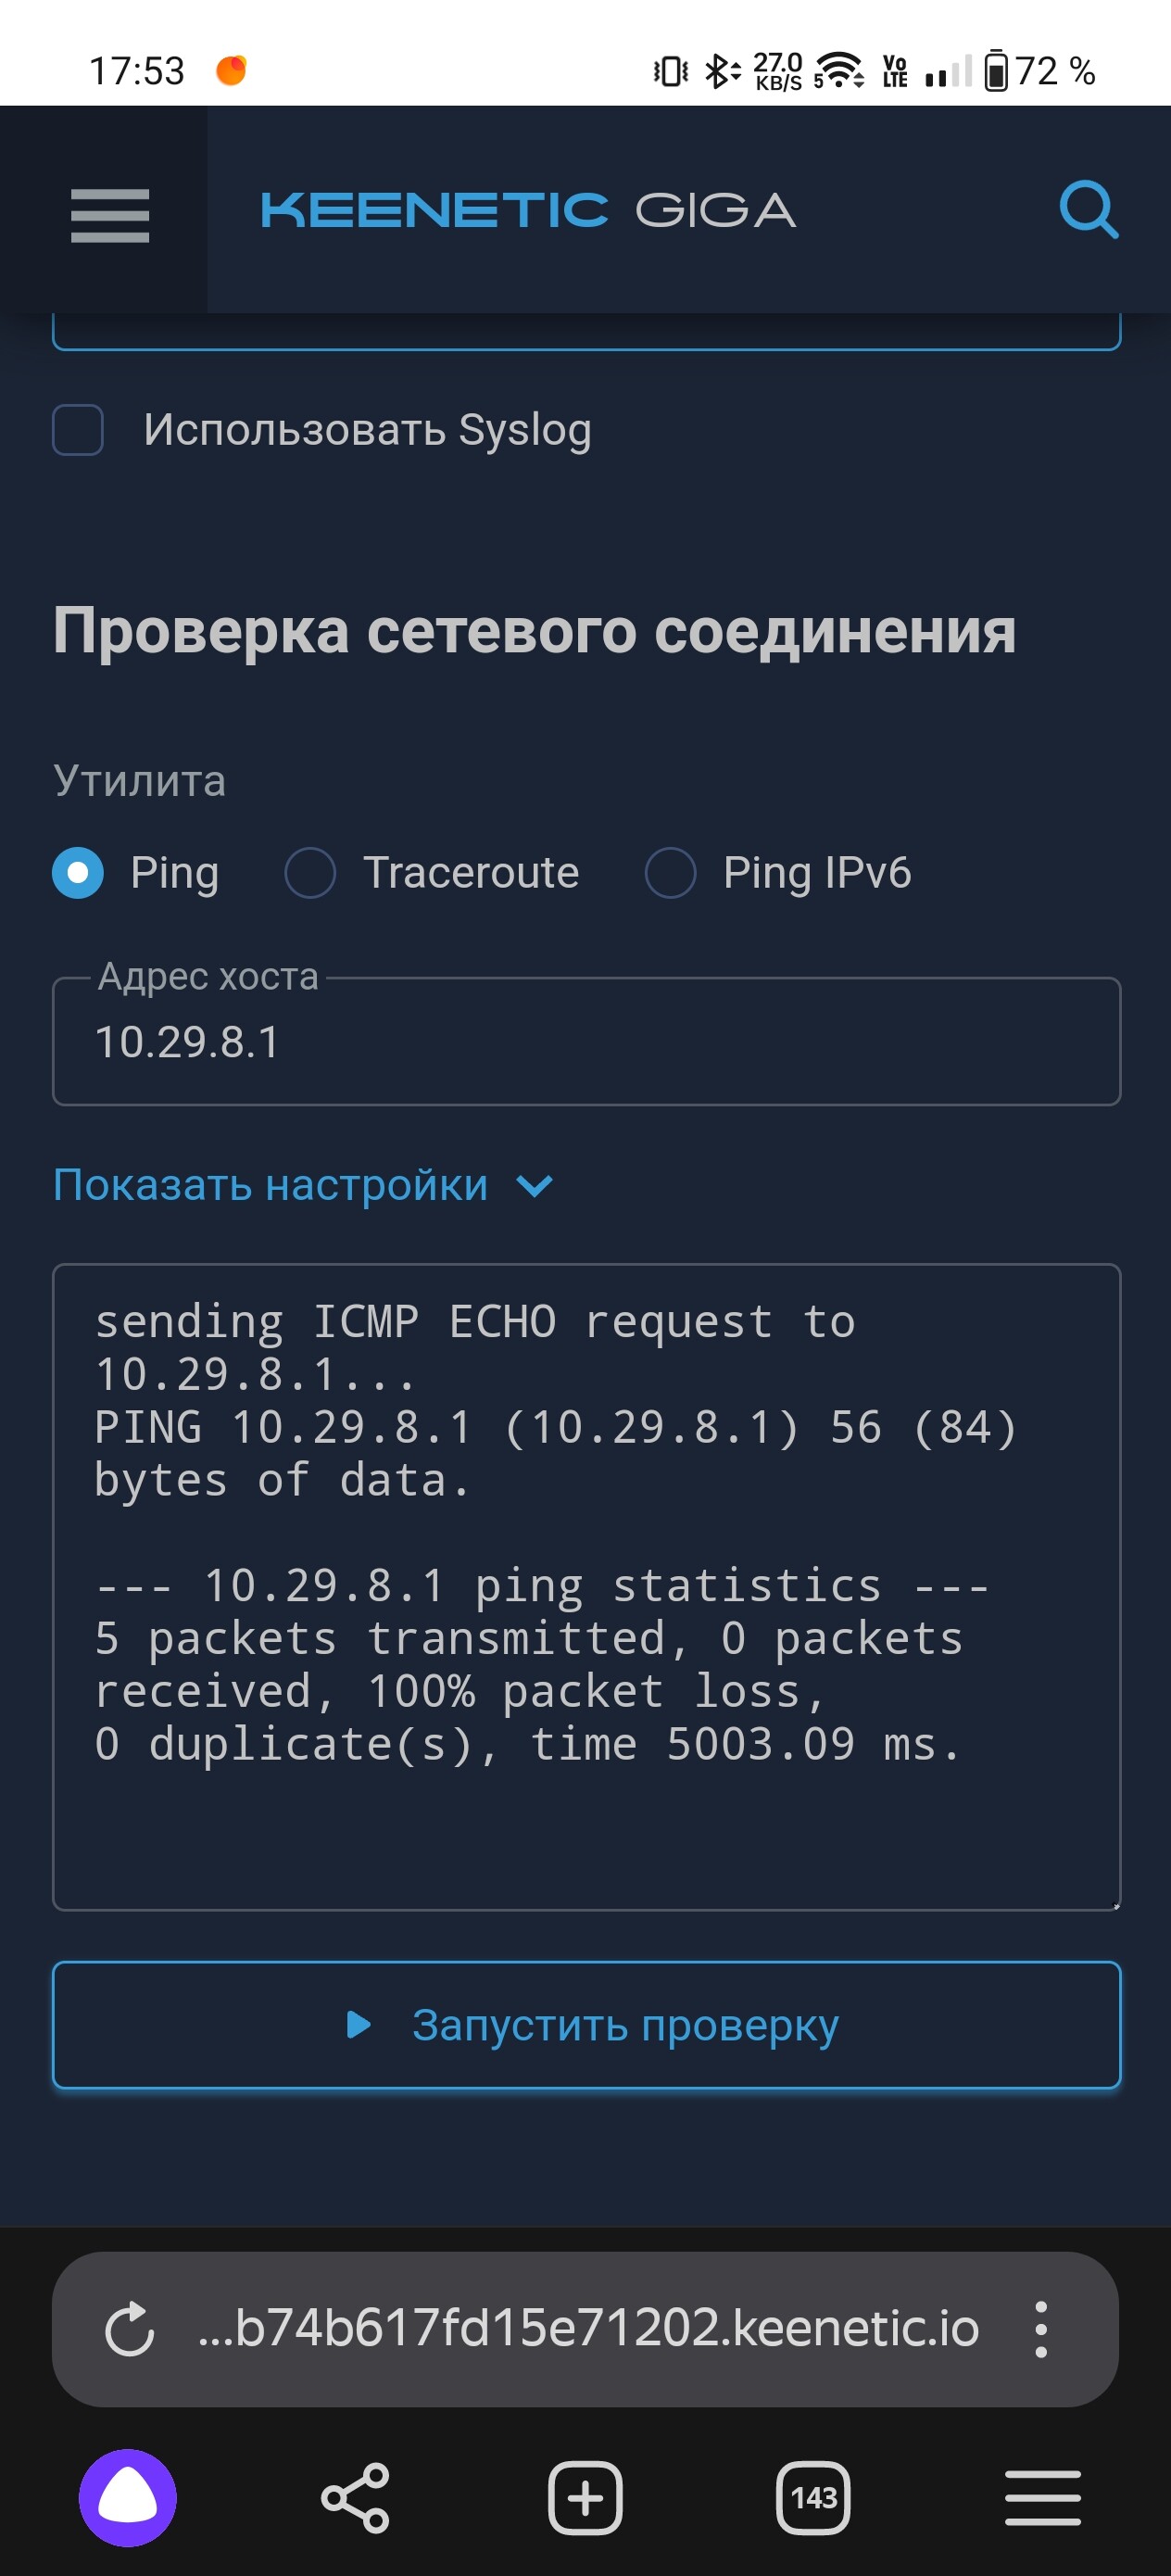 17:53
27.0
KB/S
5
Vo
LTE
72 %
KEENETIC GIGA
Использовать Syslog
Проверка сетевого соединения
Утилита
Ping
Traceroute
Ping IPv6
Адрес хоста
10.29.8.1
Показать настройки
sending ICMP ECHO request to
10.29.8.1...
PING 10.29.8.1 (10.29.8.1) 56 (84)
bytes of data.
--- 10.29.8.1 ping statistics ---
5 packets transmitted, 0 packets
received, 100% packet loss,
0 duplicate(s), time 5003.09 ms.
Запустить проверку
...b74b617fd15e71202.keenetic.io
143